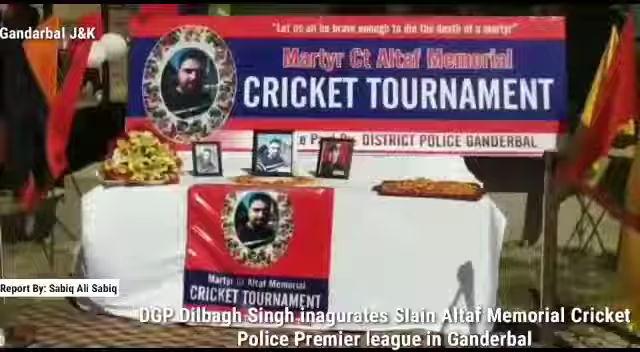 Gandarbal J&K
"Let us all be brave enough to die the death of a martyr"
Martyr Ct Altaf Memorial
CRICKET TOURNAMENT
DISTRICT POLICE GANDERBAL
Martyr Ct Altaf Memorial
CRICKET TOURNAMENT
Report By: Sabiq Ali Sabiq
DGP Dilbagh Singh inagurates Slain Altaf Memorial Cricket
Police Premier league in Ganderbal